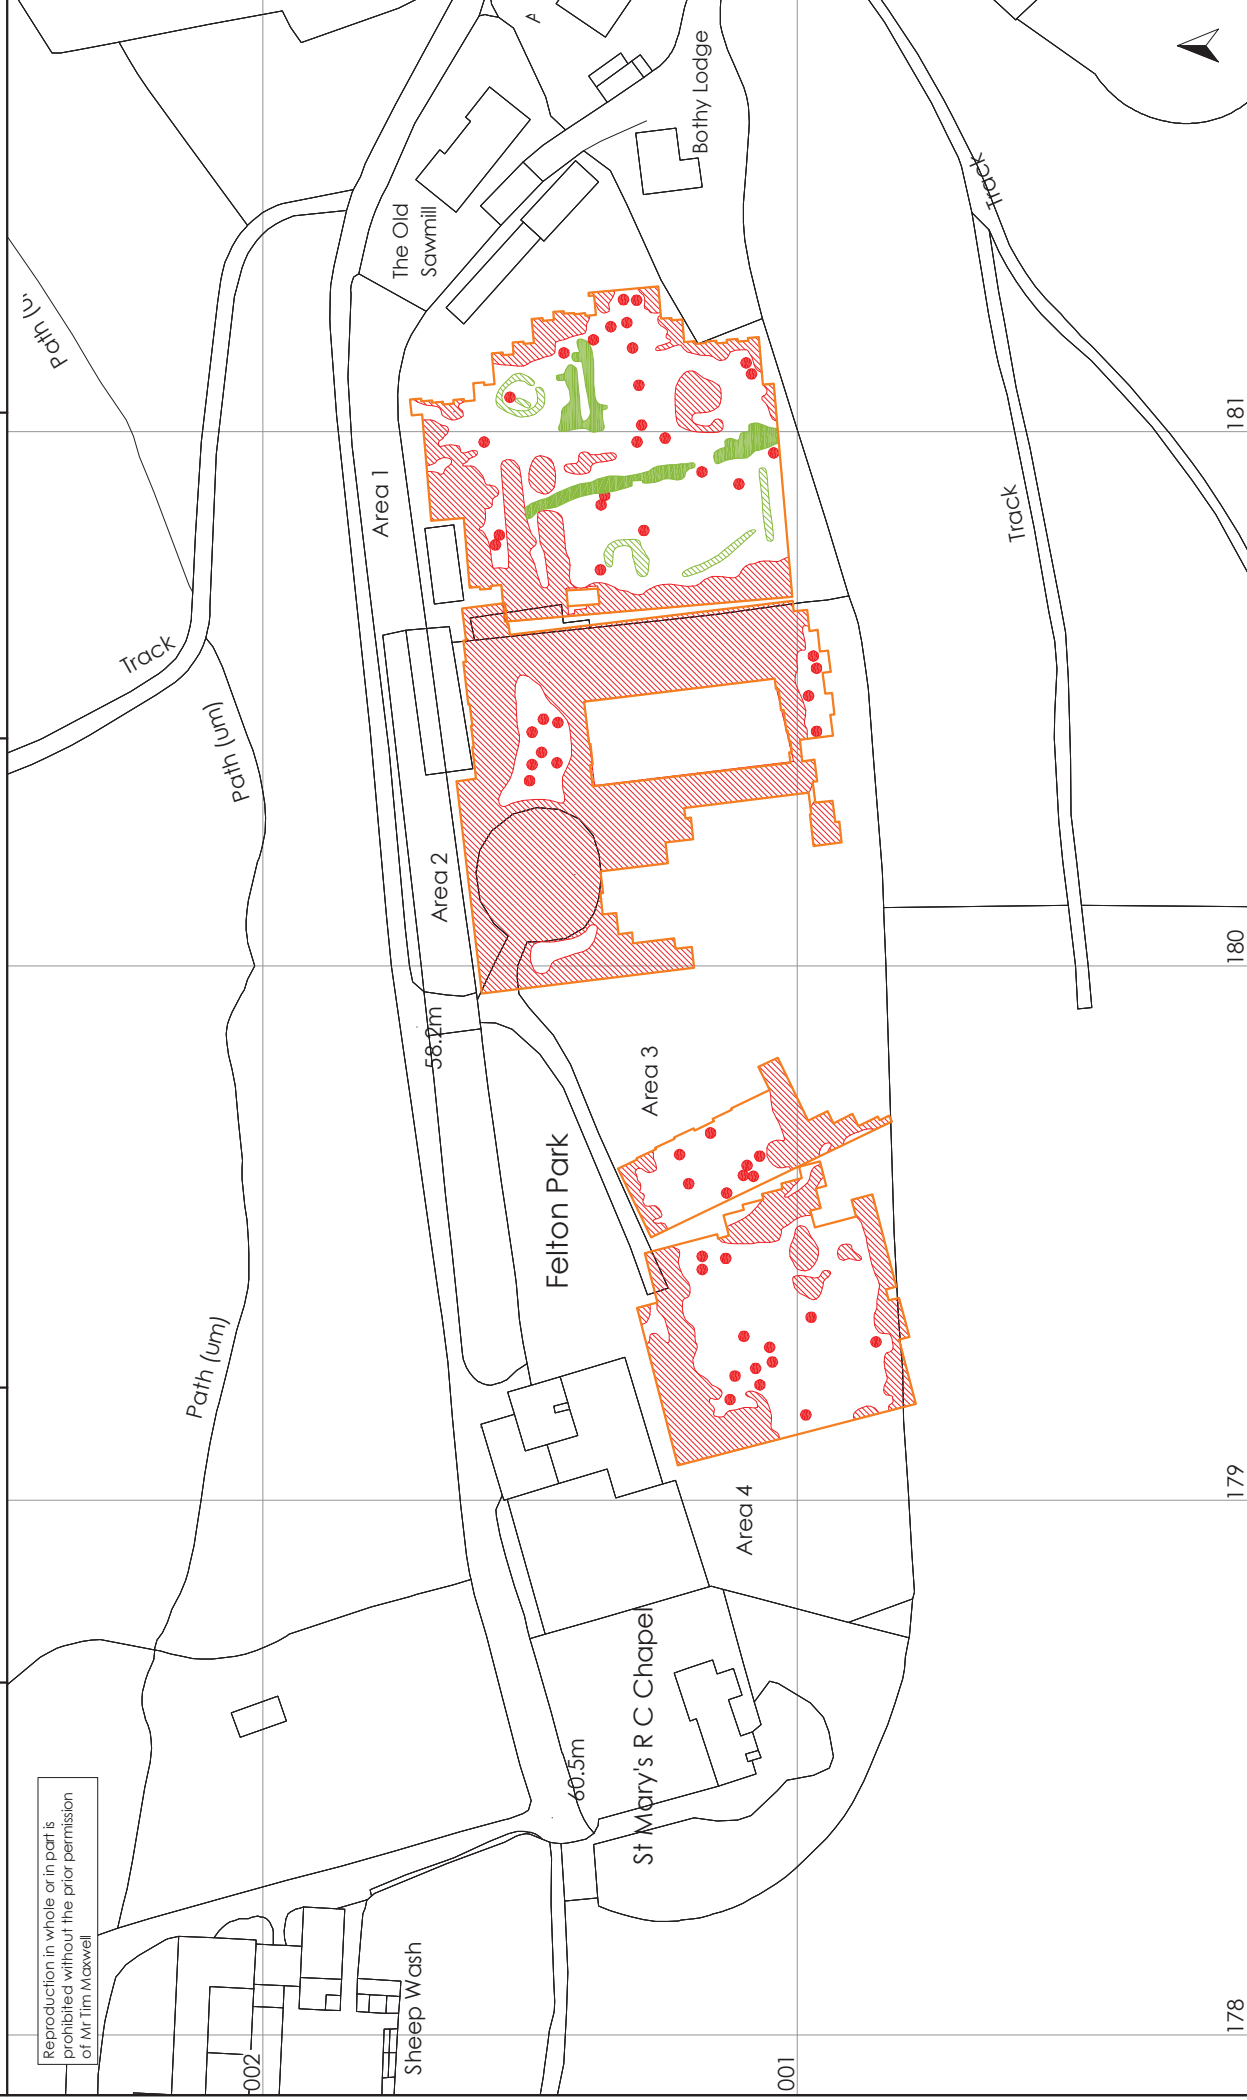 Reproduction in whole or in part is
prohibited without the prior permission
of Mr Tim Maxwell
Sheep Wash
002
001
178
179
180
181
60.5m
St Mary's R C Chapel
Path (um)
Area 4
Felton Park
Area 3
58.2m
Area 2
Path (um)
Track
Area 1
The Old
Sawmill
Bothy Lodge
Track
Track
A